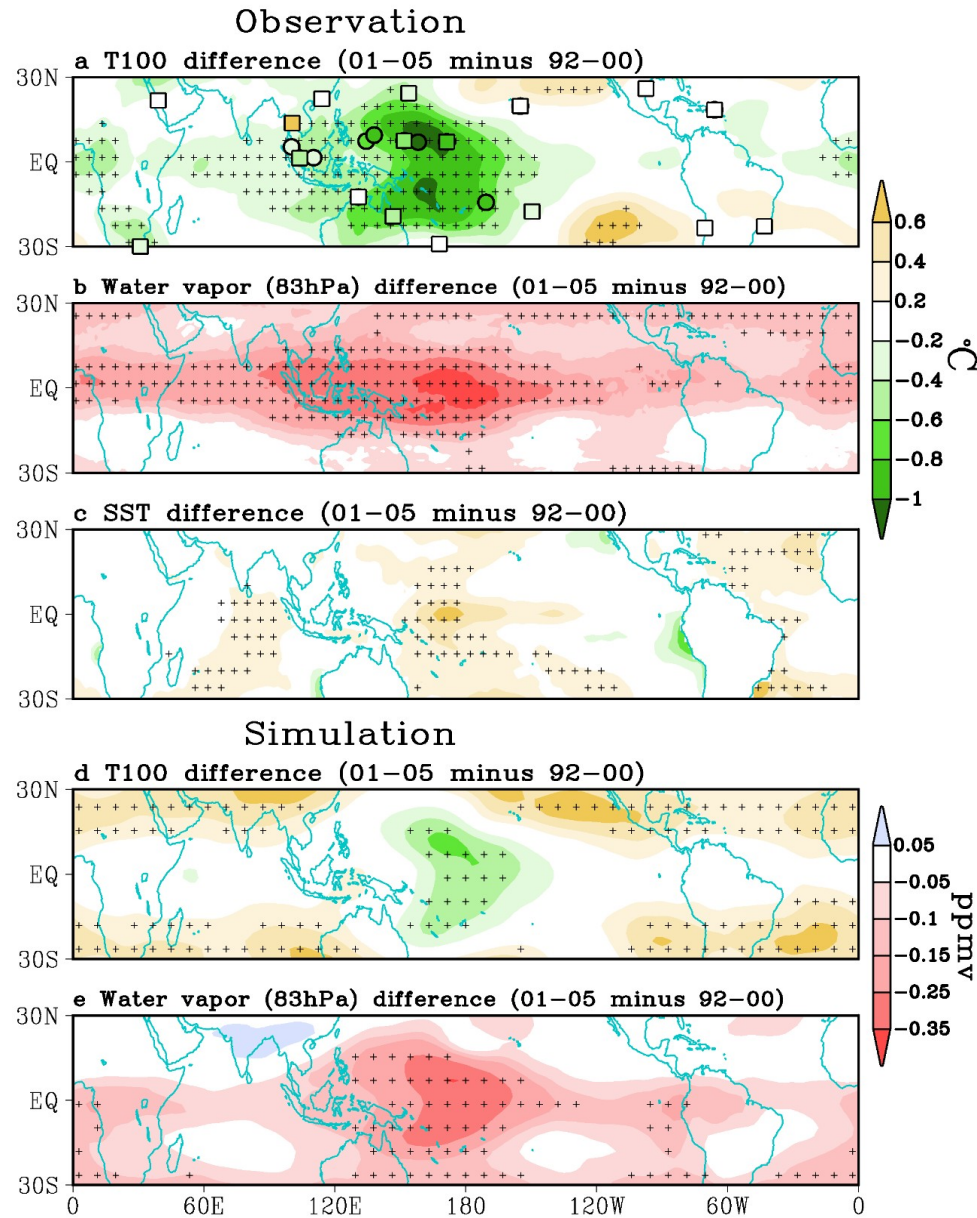 Observation
a T100 difference (01-05 minus 92-00)
30N
EQ
30S
b Water vapor (83hPa) difference (01-05 minus 92-00)
30N
EQ
30S
c SST difference (01-05 minus 92-00)
30N
EQ
30S
0.6
0.4
0.2
-0.2
-0.4
-0.6
-0.8
-1
°C
Simulation
d T100 difference (01-05 minus 92-00)
30N
EQ
30S
e Water vapor (83hPa) difference (01-05 minus 92-00)
30N
EQ
30S
0
60E
120E
180
120W
60W
0
0.05
-0.05
-0.1
-0.15
-0.25
-0.35
ppmv